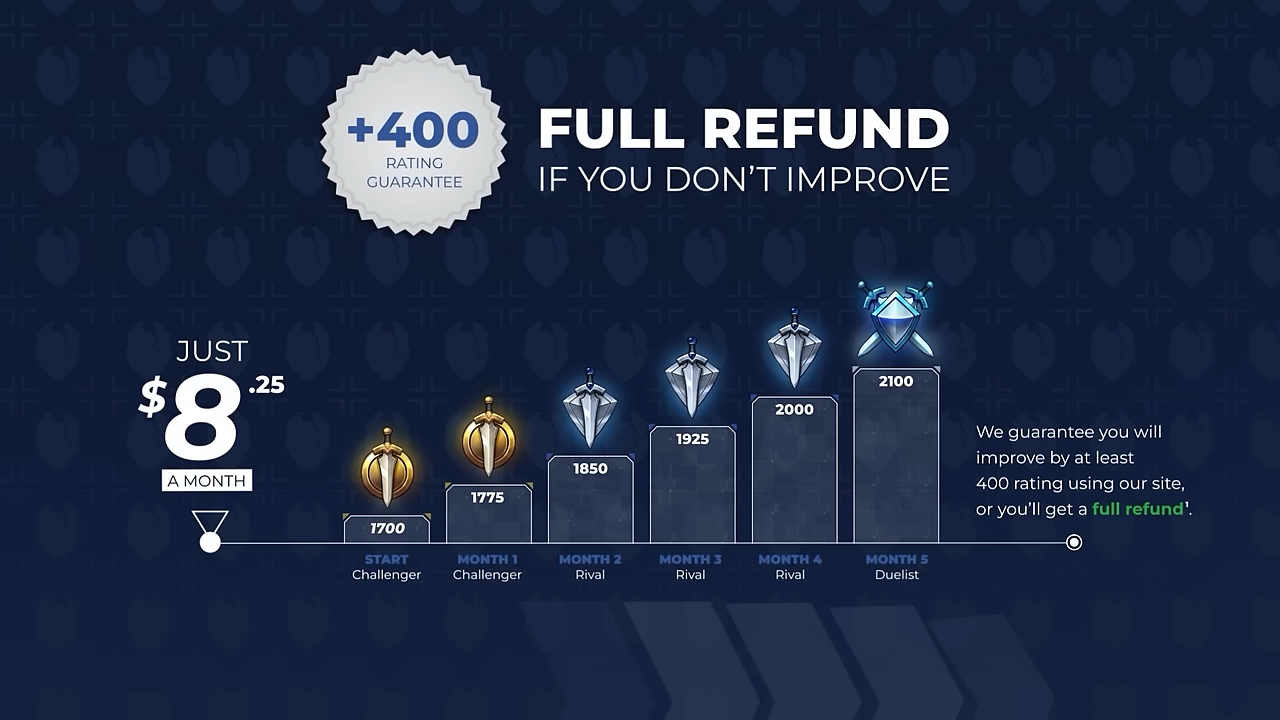 +400
RATING
GUARANTEE
FULL REFUND
IF YOU DON'T IMPROVE
JUST
$8.25
A MONTH
1700
1775
1850
1925
2000
2100
START
Challenger
MONTH 1
Challenger
MONTH 2
Rival
MONTH 3
Rival
MONTH 4
Rival
MONTH 5
Duelist
We guarantee you will
improve by at least
400 rating using our site,
or you'll get a full refund¹.